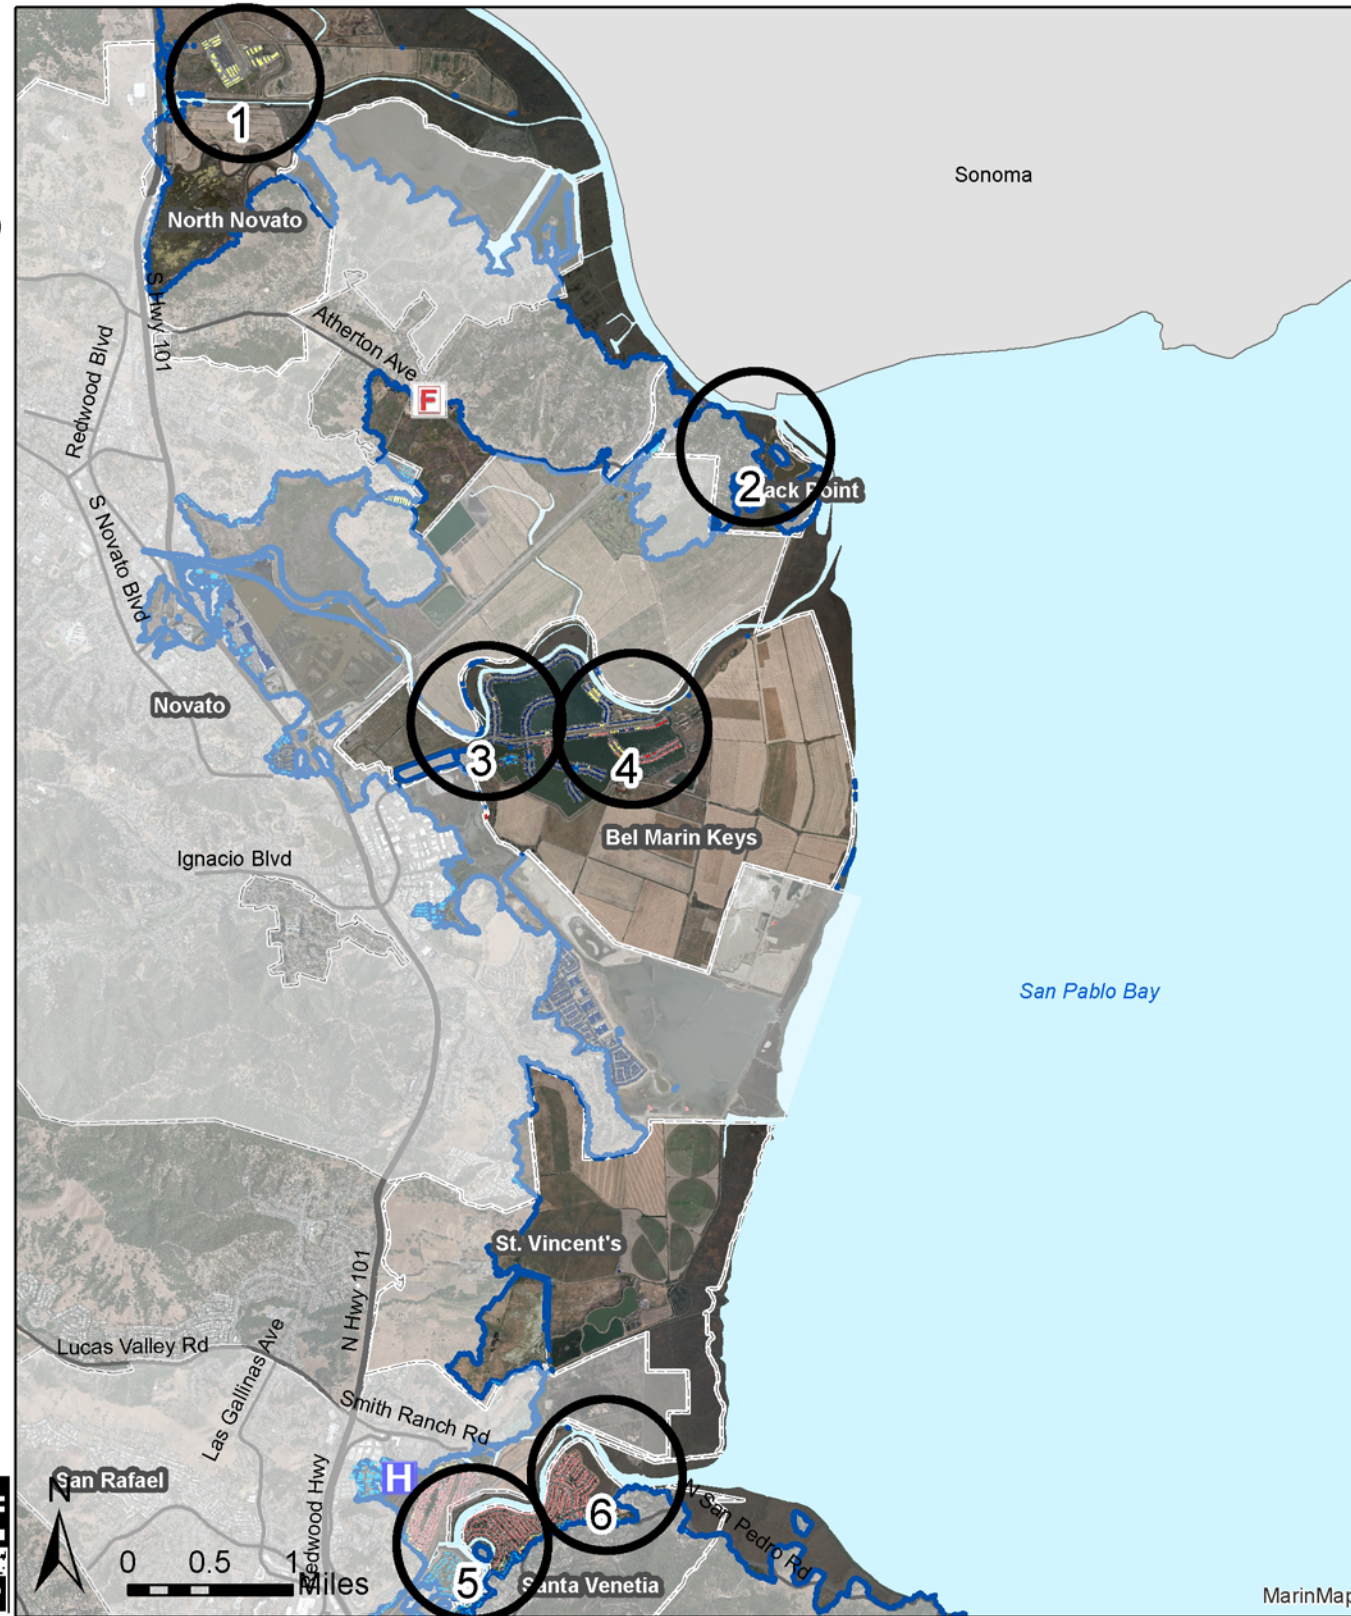 1
Sonoma
North Novato
S Hwy 101
Atherton Ave
Redwood Blvd
F
2
ack Point
S Novato Blvd
Novato
3
4
Bel Marin Keys
Ignacio Blvd
San Pablo Bay
St. Vincent's
N Hwy 101
Lucas Valley Rd
Las Gallinas Ave
Smith Ranch Rd
San Rafael
H
N
Redwood Hwy
6
N San Pedro Rd
0 0.5 1
Miles
5
Santa Venetia
MarinMap